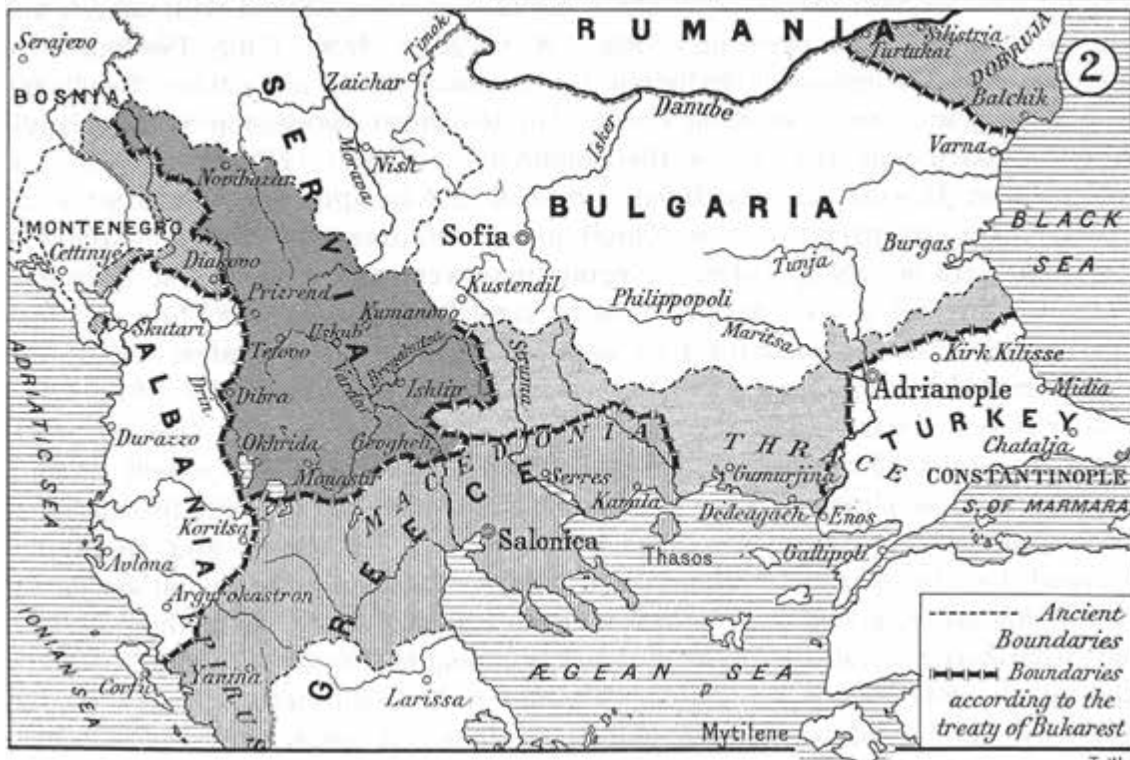 RUMANIA
Serajevo
Timok
Silistria
Turtukai
DOBRUJA
2
BOSNIA
SERVIA
Zaichar
Balchik
Danube
Isker
Morava
Nish
Varna
Novibazar
BULGARIA
BLACK
SEA
MONTENEGRO
Cettinye
Sofia
Burgas
Diakovo
Tunja
Kustendil
Prizrend
Philippopoli
Skutari
Uskub
Kumanovo
Maritsa
Struma
Kirk Kilisse
Tetovo
Bregalnitsa
ADRIATIC SEA
ALBANIA
Drin
Vardar
Ishtip
Adrianople
Midia
Dibra
TURKEY
Durazzo
Okhrida
Gevgheli
MACEDONIA
THRACE
Chatalja
Monastir
Serres
Gumurjina
CONSTANTINOPLE
GREECE
Kavala
Dedeagach
Enos
S. OF MARMARA
Koritsa
Salonica
Thasos
Gallipoli
Avlona
Argyrokastron
EPIRUS
IONIAN SEA
Yanina
Corfu
Larissa
ÆGEAN SEA
Mytilene
Ancient
Boundaries
Boundaries
according to the
treaty of Bukarest